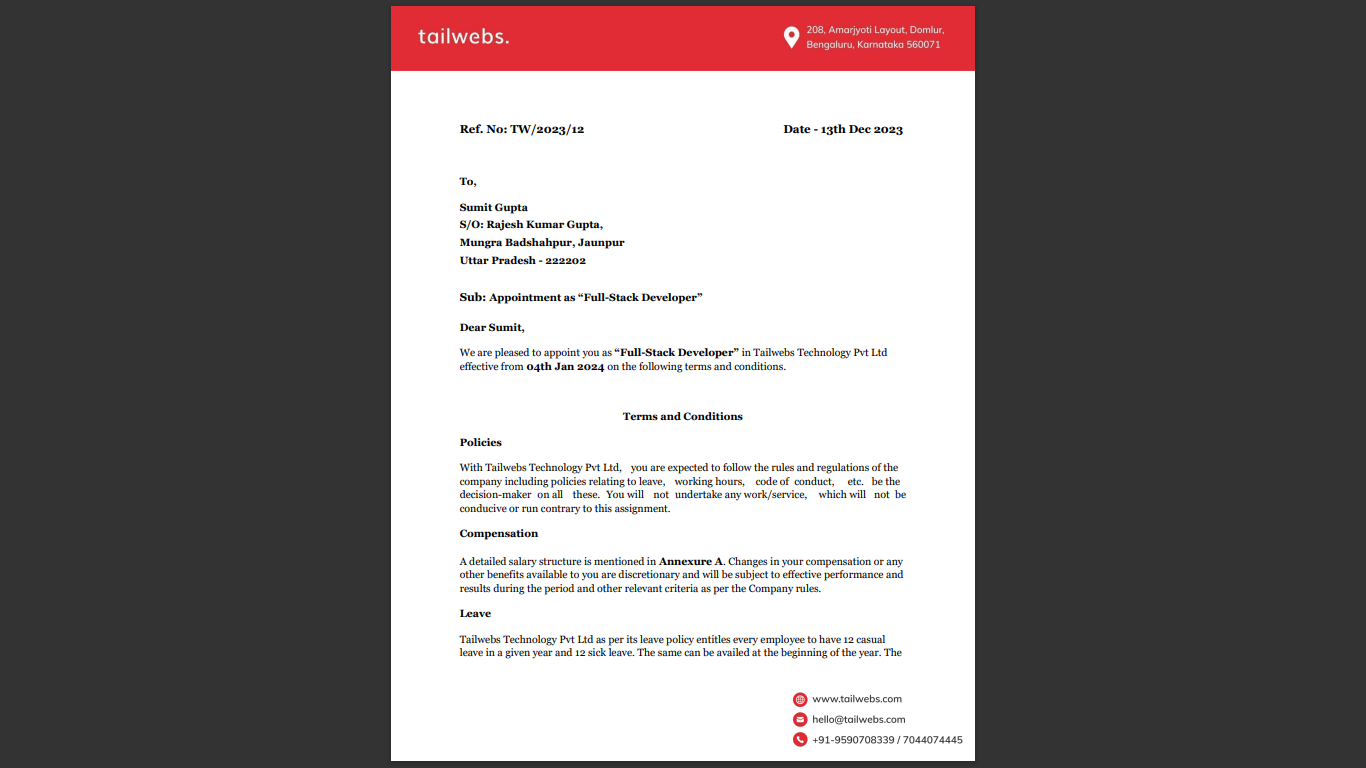 tailwebs.
208, Amarjyoti Layout, Domlur,
Bengaluru, Karnataka 560071
Ref. No: TW/2023/12 Date - 13th Dec 2023
To,
Sumit Gupta
S/O: Rajesh Kumar Gupta,
Mungra Badshahpur, Jaunpur
Uttar Pradesh - 222202
Sub: Appointment as “Full-Stack Developer”
Dear Sumit,
We are pleased to appoint you as “Full-Stack Developer” in Tailwebs Technology Pvt Ltd
effective from 04th Jan 2024 on the following terms and conditions.
Terms and Conditions
Policies
With Tailwebs Technology Pvt Ltd, you are expected to follow the rules and regulations of the
company including policies relating to leave, working hours, code of conduct, etc. be the
decision-maker on all these. You will not undertake any work/service, which will not be
conducive or run contrary to this assignment.
Compensation
A detailed salary structure is mentioned in Annexure A. Changes in your compensation or any
other benefits available to you are discretionary and will be subject to effective performance and
results during the period and other relevant criteria as per the Company rules.
Leave
Tailwebs Technology Pvt Ltd as per its leave policy entitles every employee to have 12 casual
leave in a given year and 12 sick leave. The same can be availed at the beginning of the year. The
www.tailwebs.com
hello@tailwebs.com
+91-9590708339 / 7044074445